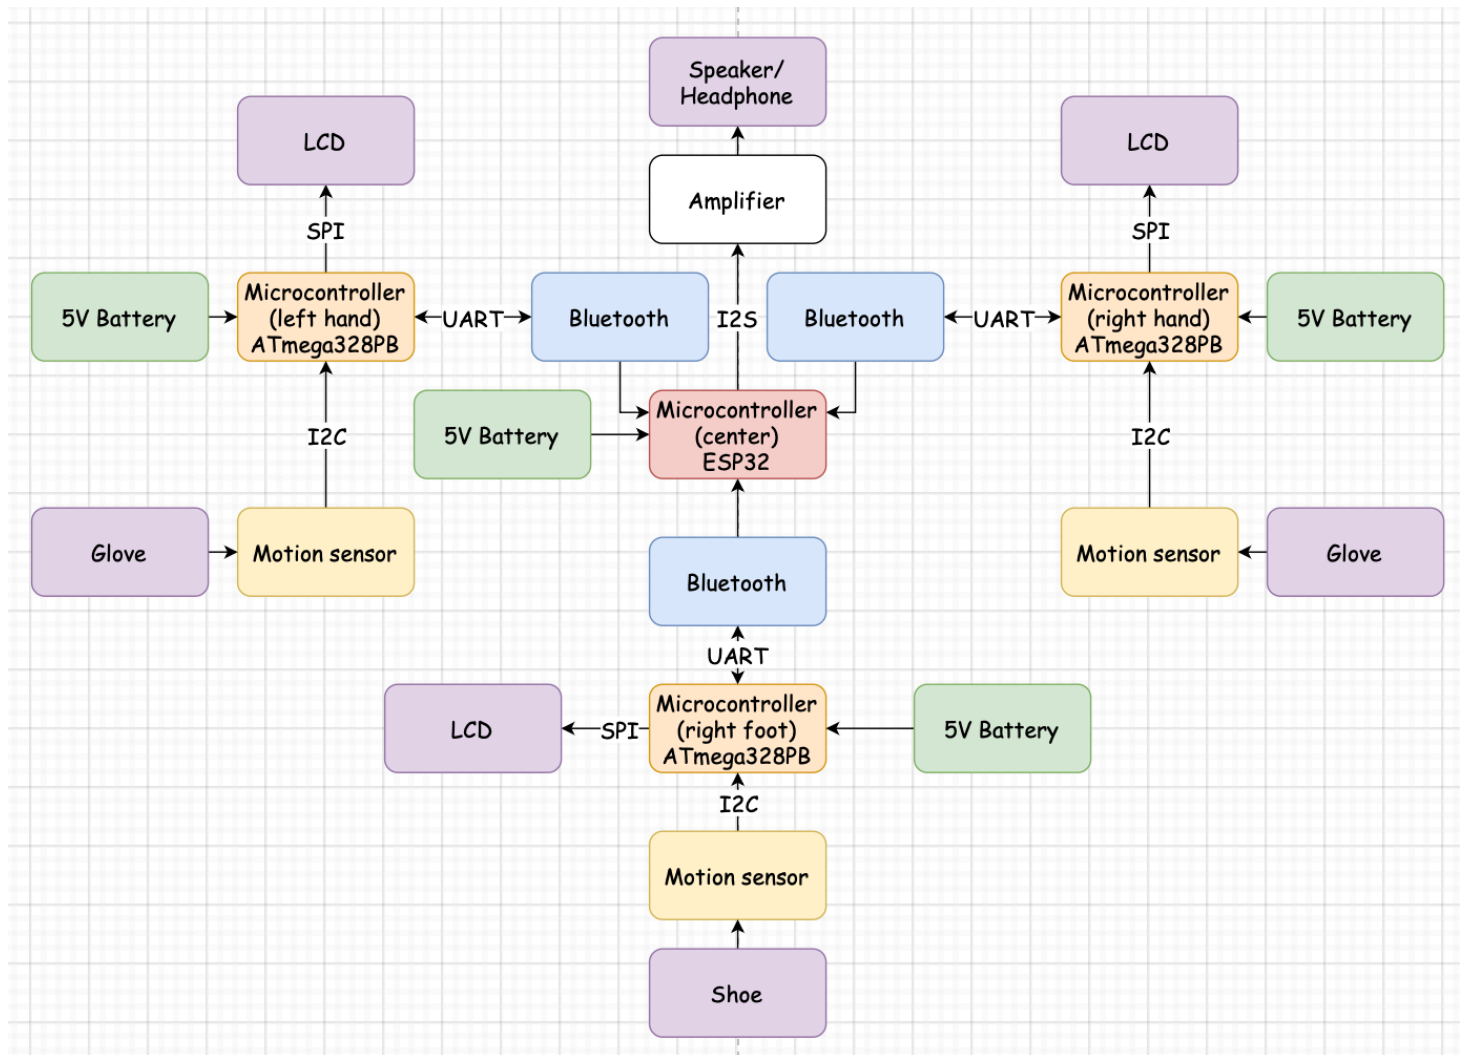 Speaker/
Headphone
LCD
LCD
Amplifier
SPI
SPI
5V Battery
Microcontroller
(left hand)
ATmega328PB
UART
Bluetooth
I2S
Bluetooth
UART
Microcontroller
(right hand)
ATmega328PB
5V Battery
5V Battery
Microcontroller
(center)
ESP32
I2C
I2C
Glove
Motion sensor
Motion sensor
Glove
Bluetooth
UART
LCD
SPI
Microcontroller
(right foot)
ATmega328PB
5V Battery
I2C
Motion sensor
Shoe